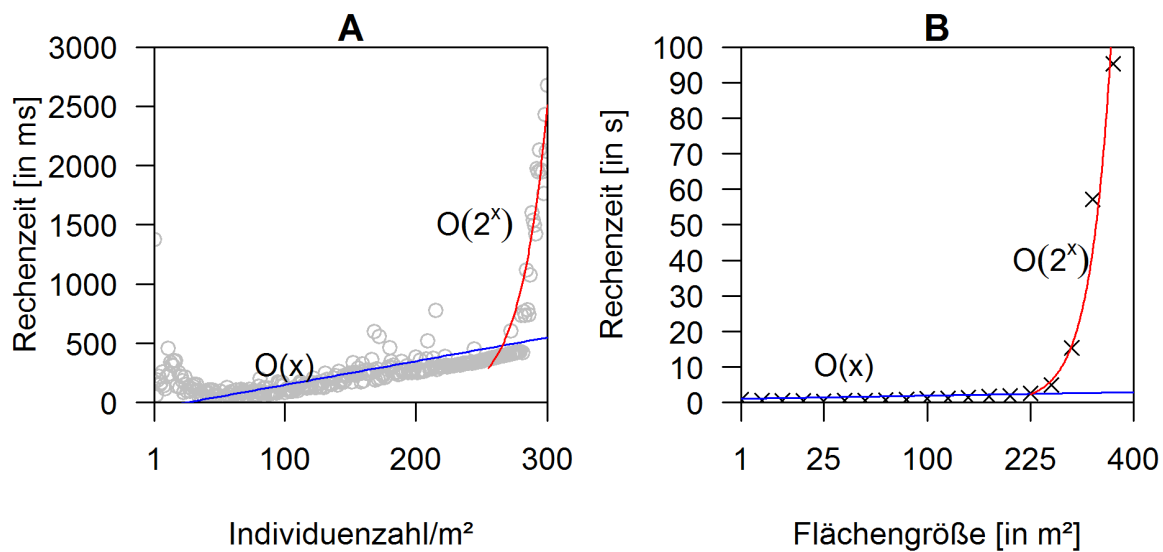 A
Rechenzeit [in ms]
3000
2500
2000
1500
1000
500
0
O(2ˣ)
O(x)
1
100
200
300
Individuenzahl/m²
B
Rechenzeit [in s]
100
90
80
70
60
50
40
30
20
10
0
O(2ˣ)
O(x)
1
25
100
225
400
Flächengröße [in m²]